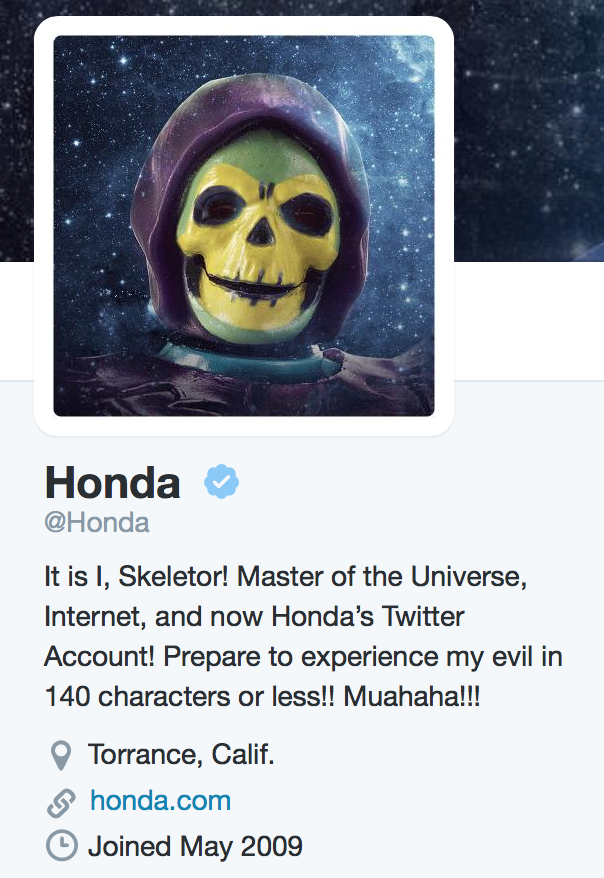 Honda
@Honda
It is I, Skeletor! Master of the Universe,
Internet, and now Honda’s Twitter
Account! Prepare to experience my evil in
140 characters or less!! Muahaha!!!
Torrance, Calif.
honda.com
Joined May 2009